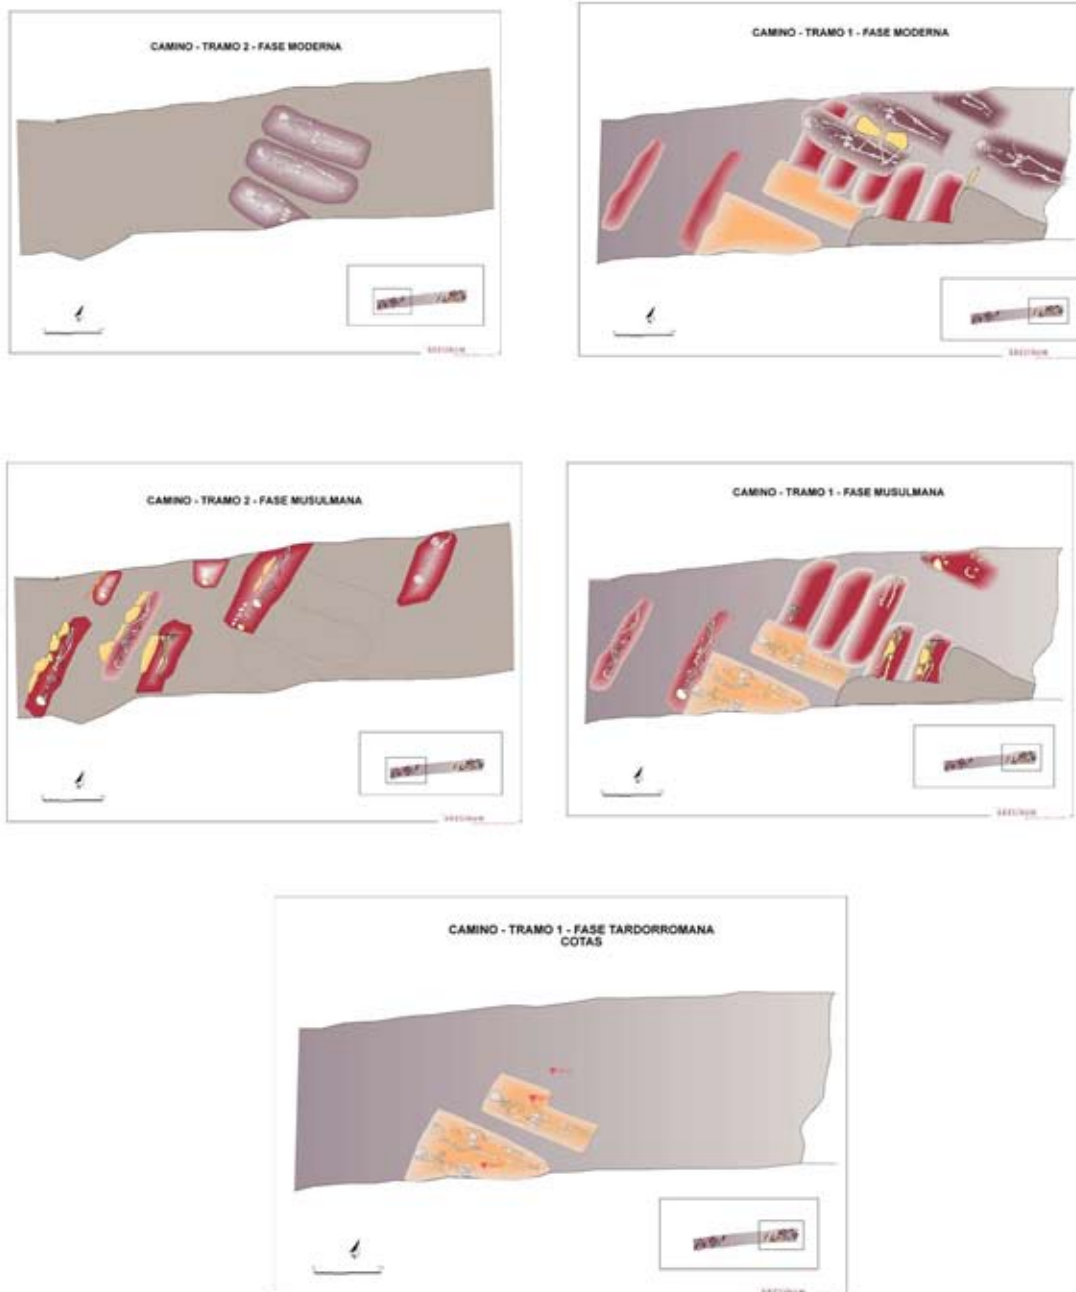 CAMINO - TRAMO 2 - FASE MODERNA
CAMINO - TRAMO 1 - FASE MODERNA
CAMINO - TRAMO 2 - FASE MUSULMANA
CAMINO - TRAMO 1 - FASE MUSULMANA
CAMINO - TRAMO 1 - FASE TARDORROMANA
COTAS